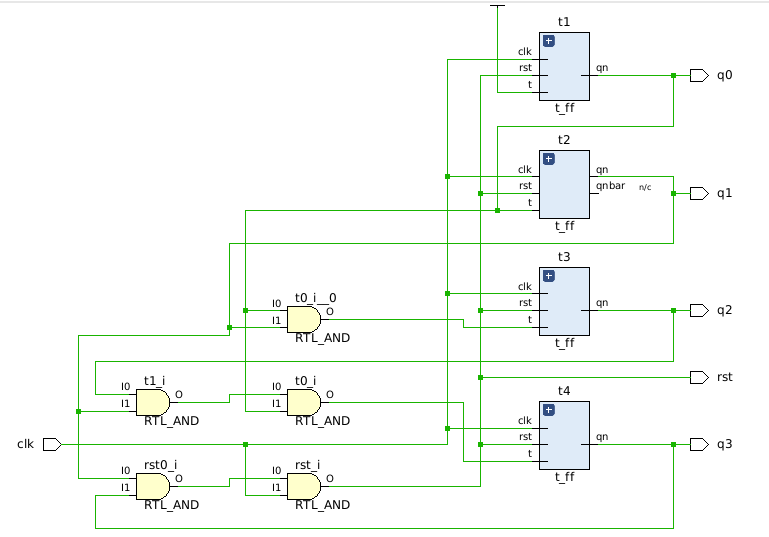 t1
clk
rst
t
qn
t_ff
q0
t2
clk
rst
t
qn
qnbar n/c
t_ff
q1
t3
clk
rst
t
qn
t_ff
q2
t0_i__0
I0
I1
O
RTL_AND
rst
t1_i
I0
I1
O
RTL_AND
t0_i
I0
I1
O
RTL_AND
t4
clk
rst
t
qn
t_ff
q3
clk
rst0_i
I0
I1
O
RTL_AND
rst_i
I0
I1
O
RTL_AND